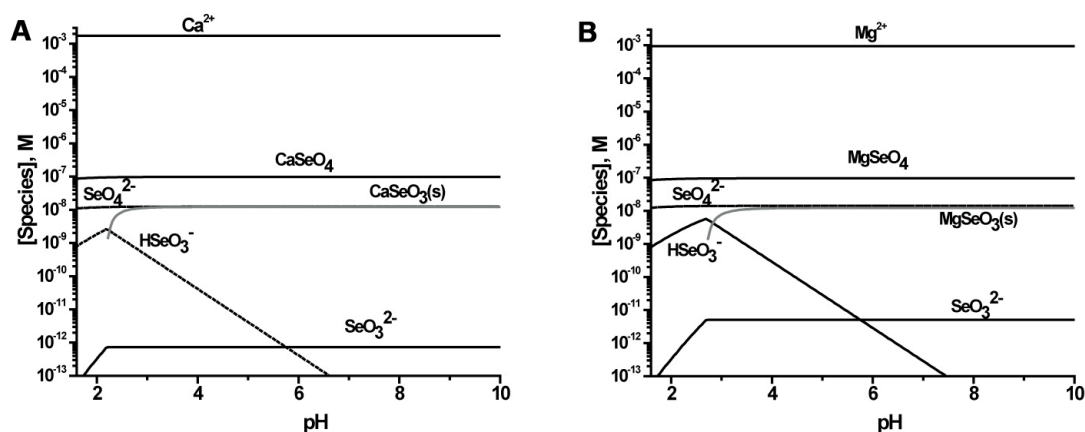 A
Ca²⁺
10⁻³
10⁻⁴
10⁻⁵
10⁻⁶
10⁻⁷
10⁻⁸
10⁻⁹
10⁻¹⁰
10⁻¹¹
10⁻¹²
10⁻¹³
[Species], M
CaSeO₄
SeO₄²⁻
CaSeO₃(s)
HSeO₃⁻
SeO₃²⁻
2 4 6 8 10
pH
B
Mg²⁺
10⁻³
10⁻⁴
10⁻⁵
10⁻⁶
10⁻⁷
10⁻⁸
10⁻⁹
10⁻¹⁰
10⁻¹¹
10⁻¹²
10⁻¹³
[Species], M
MgSeO₄
SeO₄²⁻
MgSeO₃(s)
HSeO₃⁻
SeO₃²⁻
2 4 6 8 10
pH